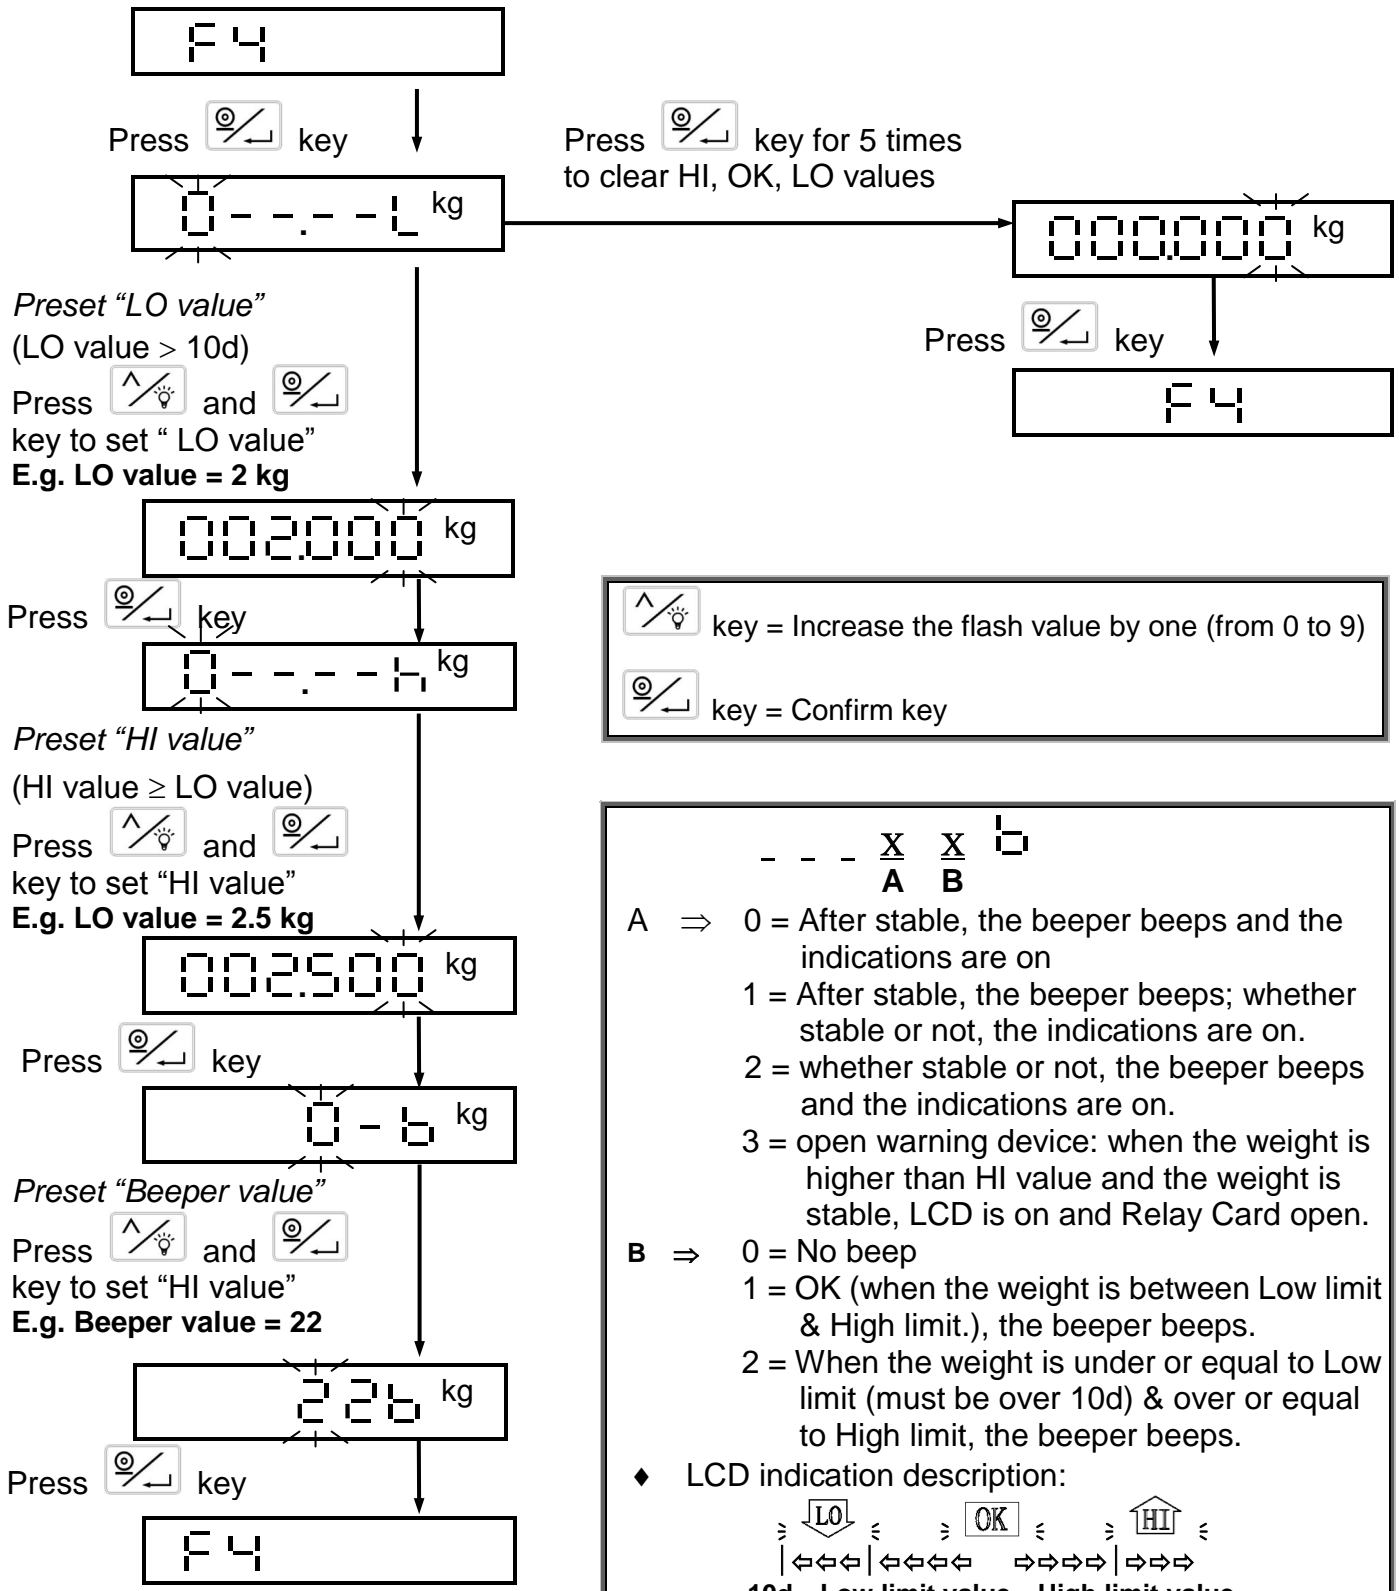 F4
Press key
0 - - . - - L kg
Press key for 5 times
to clear HI, OK, LO values
000.000 kg
Press key
F4
Preset “LO value”
(LO value > 10d)
Press and
key to set “ LO value”
E.g. LO value = 2 kg
002.000 kg
Press key
0 - - . - - h kg
Preset “HI value”
(HI value ≥ LO value)
Press and
key to set “HI value”
E.g. LO value = 2.5 kg
002.500 kg
Press key
0 - b kg
Preset “Beeper value”
Press and
key to set “HI value”
E.g. Beeper value = 22
22b kg
Press key
F4
key = Increase the flash value by one (from 0 to 9)
key = Confirm key
_ _ _ X X b
A B
A ⇒ 0 = After stable, the beeper beeps and the
indications are on
1 = After stable, the beeper beeps; whether
stable or not, the indications are on.
2 = whether stable or not, the beeper beeps
and the indications are on.
3 = open warning device: when the weight is
higher than HI value and the weight is
stable, LCD is on and Relay Card open.
B ⇒ 0 = No beep
1 = OK (when the weight is between Low limit
& High limit.), the beeper beeps.
2 = When the weight is under or equal to Low
limit (must be over 10d) & over or equal
to High limit, the beeper beeps.
♦ LCD indication description:
LO OK HI
|⇦⇦⇦|⇦⇦⇦⇦ ⇨⇨⇨⇨|⇨⇨⇨
10d Low limit value High limit value